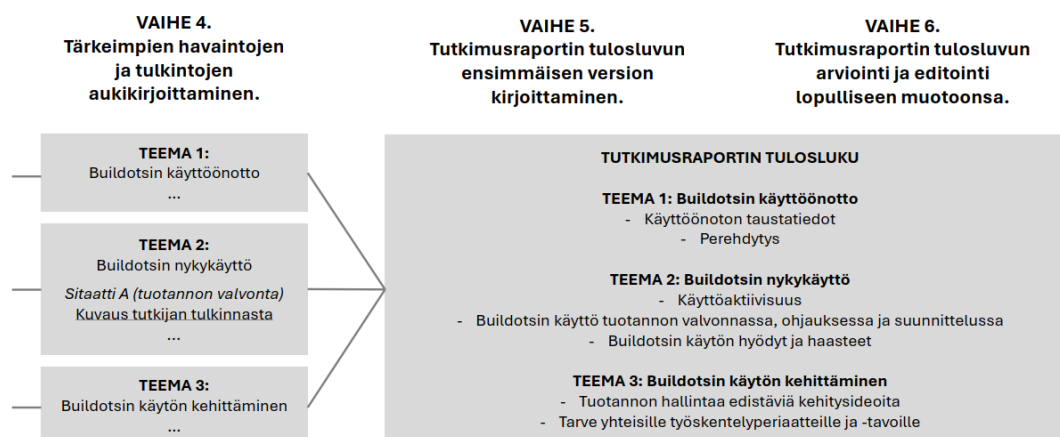 VAIHE 4.
Tärkeimpien havaintojen
ja tulkintojen
aukikirjoittaminen.
VAIHE 5.
Tutkimusraportin tulosluvun
ensimmäisen version
kirjoittaminen.
VAIHE 6.
Tutkimusraportin tulosluvun
arviointi ja editointi
lopulliseen muotoonsa.
TEEMA 1:
Buildotsin käyttöönotto
...
TEEMA 2:
Buildotsin nykykäyttö
Sitaatti A (tuotannon valvonta)
Kuvaus tutkijan tulkinnasta
...
TEEMA 3:
Buildotsin käytön kehittäminen
...
TUTKIMUSRAPORTIN TULOSLUKU
TEEMA 1: Buildotsin käyttöönotto
- Käyttöönoton taustatiedot
- Perehdytys
TEEMA 2: Buildotsin nykykäyttö
- Käyttöaktiivisuus
- Buildotsin käyttö tuotannon valvonnassa, ohjauksessa ja suunnittelussa
- Buildotsin käytön hyödyt ja haasteet
TEEMA 3: Buildotsin käytön kehittäminen
- Tuotannon hallintaa edistäviä kehitysideoita
- Tarve yhteisille työskentelyperiaatteille ja -tavoille